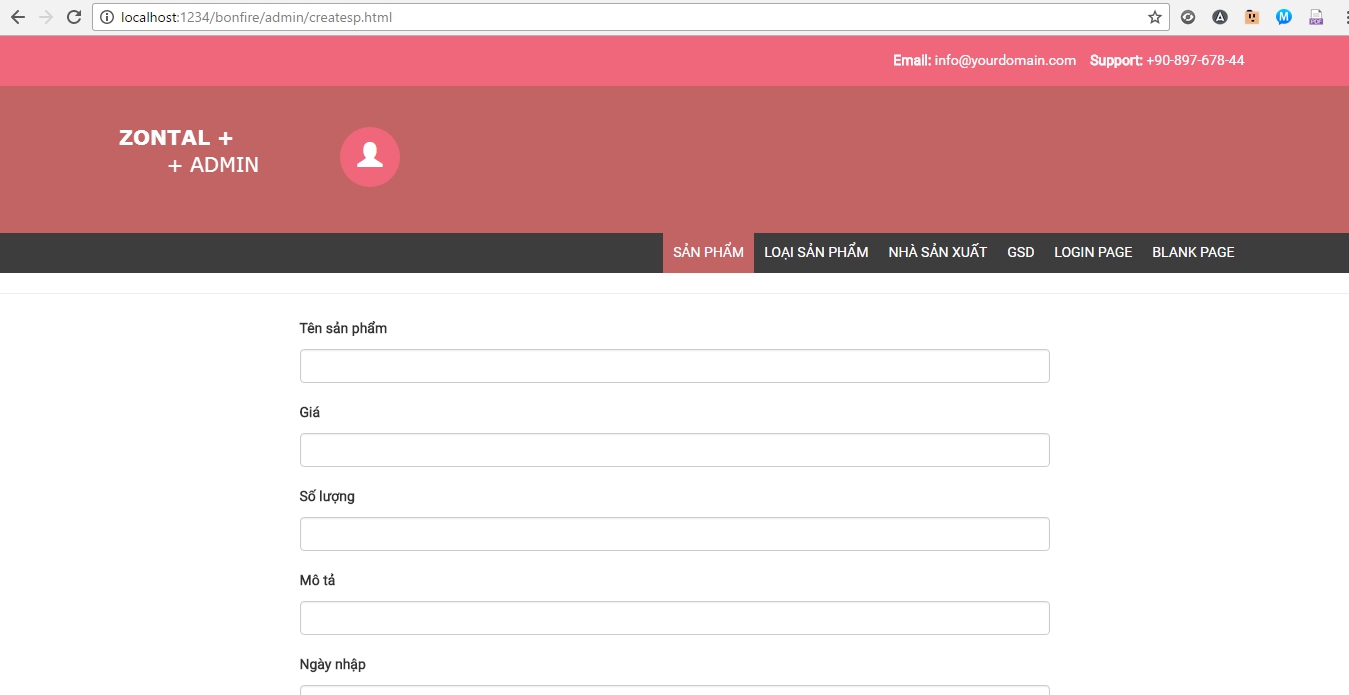 localhost:1234/bonfire/admin/createsp.html
Email: info@yourdomain.com Support: +90-897-678-44
ZONTAL +
+ ADMIN
SẢN PHẨM LOẠI SẢN PHẨM NHÀ SẢN XUẤT GSD LOGIN PAGE BLANK PAGE
Tên sản phẩm
Giá
Số lượng
Mô tả
Ngày nhập